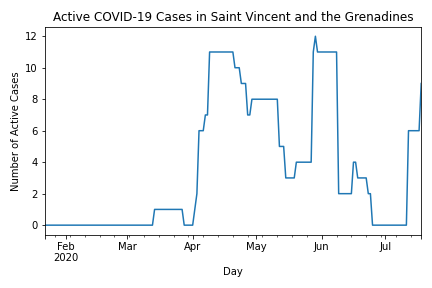 Active COVID-19 Cases in Saint Vincent and the Grenadines
12
10
8
6
4
2
0
Number of Active Cases
Feb Mar Apr May Jun Jul
2020
Day